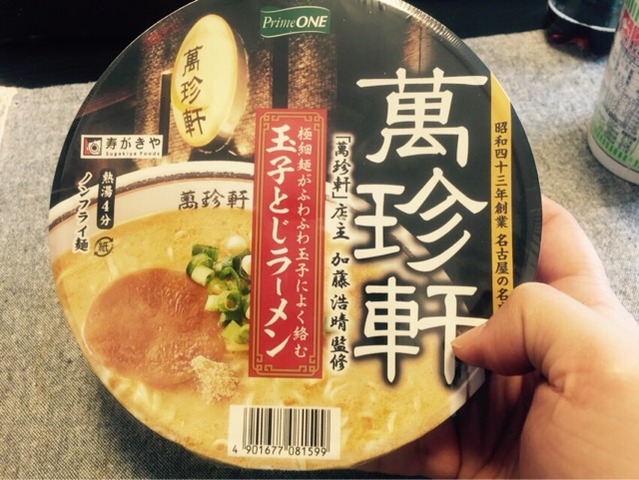 PrimeONE
萬珍軒
寿がきや
Sugakiya Foods
熱湯4分
ノンフライ麺
紙
萬珍軒
極細麺がふわふわ玉子によく絡む
玉子とじラーメン
「萬珍軒」店主 加藤浩晴監修
萬珍軒
昭和四十三年創業 名古屋の名
4 901677 081599